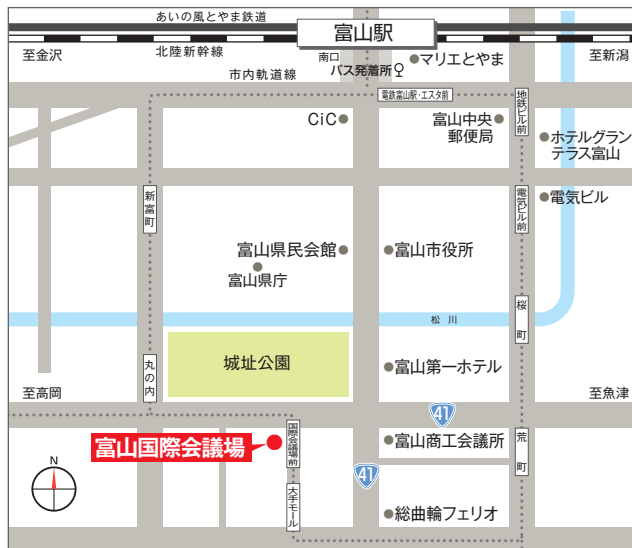 あいの風とやま鉄道
富山駅
至金沢
北陸新幹線
南口
バス発着所
マリエとやま
至新潟
市内軌道線
電鉄富山駅・エスタ前
地鉄ビル前
CiC
富山中央
郵便局
ホテルグラン
テラス富山
新富町
電気ビル前
電気ビル
富山県民会館
富山市役所
富山県庁
桜町
松川
丸の内
城址公園
富山第一ホテル
至高岡
至魚津
41
富山国際会議場
国際会議場前
富山商工会議所
荒町
N
41
大手モール
総曲輪フェリオ